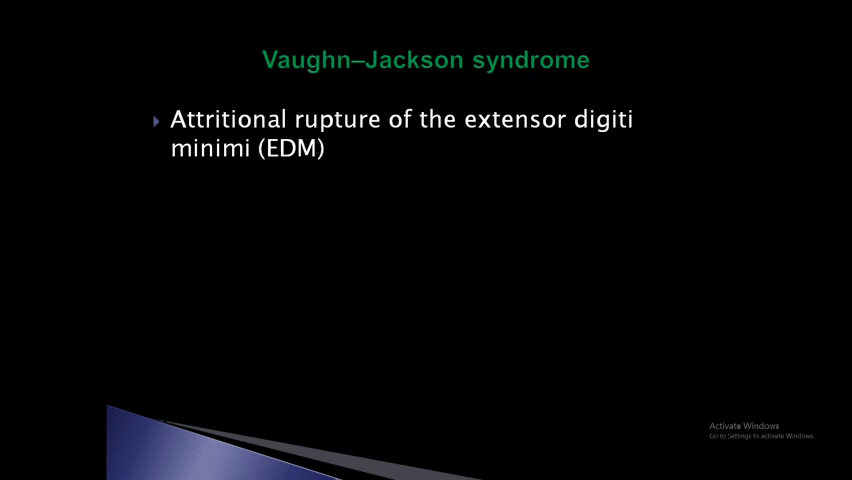 Vaughn–Jackson syndrome
Attritional rupture of the extensor digiti
minimi (EDM)
Activate Windows
Go to Settings to activate Windows.